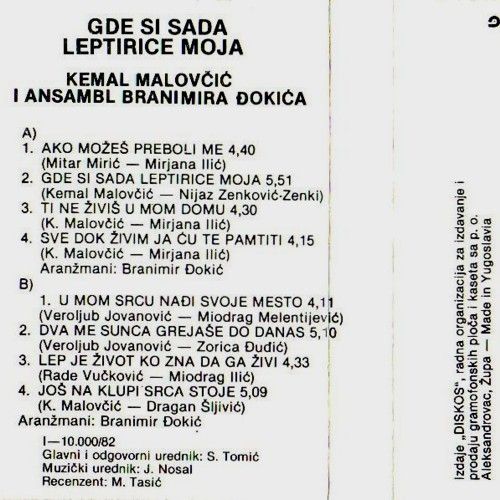 GDE SI SADA
LEPTIRICE MOJA
KEMAL MALOVČIĆ
I ANSAMBL BRANIMIRA ĐOKIĆA
A)
1. AKO MOŽEŠ PREBOLI ME 4,40
(Mitar Mirić — Mirjana Ilić)
2. GDE SI SADA LEPTIRICE MOJA 5,51
(Kemal Malovčić — Nijaz Zenković-Zenki)
3. TI NE ŽIVIŠ U MOM DOMU 4,30
(K. Malovčić — Mirjana Ilić)
4. SVE DOK ŽIVIM JA ĆU TE PAMTITI 4,15
(K. Malovčić — Mirjana Ilić)
Aranžmani: Branimir Đokić
B)
1. U MOM SRCU NAĐI SVOJE MESTO 4,11
(Veroljub Jovanović — Miodrag Melentijević)
2. DVA ME SUNCA GREJAŠE DO DANAS 5,10
(Veroljub Jovanović — Zorica Đudić)
3. LEP JE ŽIVOT KO ZNA DA GA ŽIVI 4,33
(Rade Vučković — Miodrag Ilić)
4. JOŠ NA KLUPI SRCA STOJE 5,09
(K. Malovčić — Dragan Šljivić)
Aranžmani: Branimir Đokić
I—10.000/82
Glavni i odgovorni urednik: S. Tomić
Muzički urednik: J. Nosal
Recenzent: M. Tasić
Izdaje „DISKOS", radna organizacija za izdavanje i
prodaju gramofonskih ploča i kaseta sa p. o.
Aleksandrovac, Župa — Made in Yugoslavia